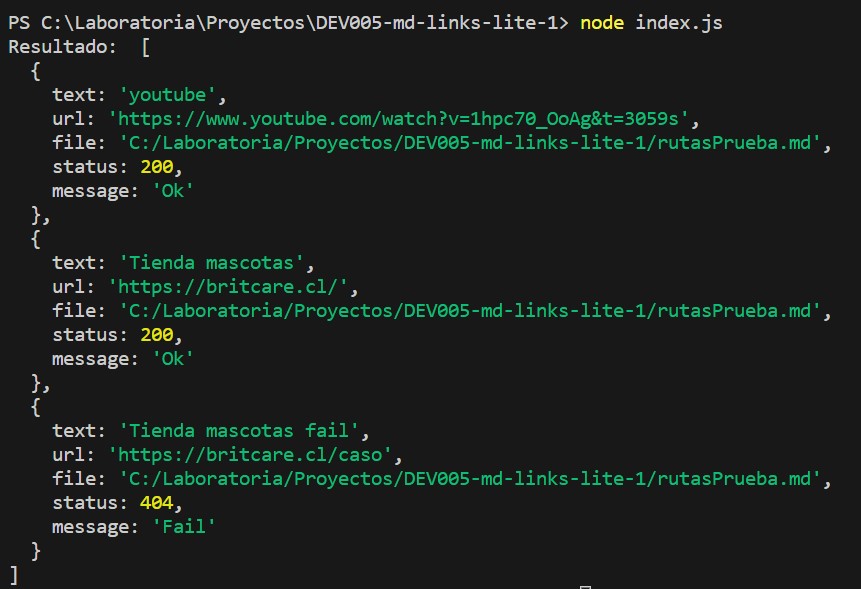 PS C:\Laboratoria\Proyectos\DEV005-md-links-lite-1> node index.js
Resultado:  [
  {
    text: 'youtube',
    url: 'https://www.youtube.com/watch?v=1hpc70_OoAg&t=3059s',
    file: 'C:/Laboratoria/Proyectos/DEV005-md-links-lite-1/rutasPrueba.md',
    status: 200,
    message: 'Ok'
  },
  {
    text: 'Tienda mascotas',
    url: 'https://britcare.cl/',
    file: 'C:/Laboratoria/Proyectos/DEV005-md-links-lite-1/rutasPrueba.md',
    status: 200,
    message: 'Ok'
  },
  {
    text: 'Tienda mascotas fail',
    url: 'https://britcare.cl/caso',
    file: 'C:/Laboratoria/Proyectos/DEV005-md-links-lite-1/rutasPrueba.md',
    status: 404,
    message: 'Fail'
  }
]